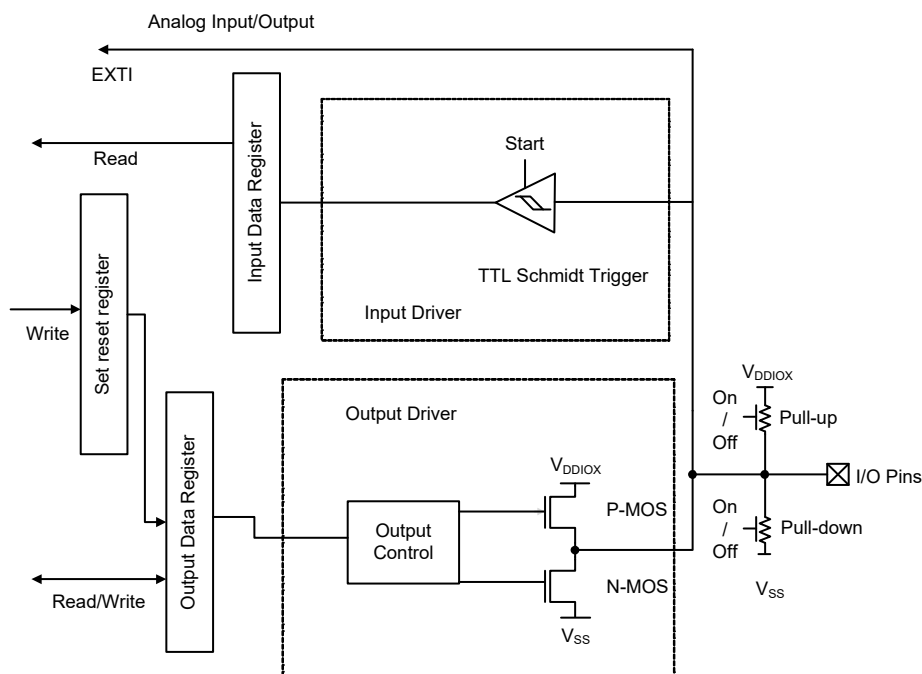 Analog Input/Output
EXTI
Read
Input Data Register
Start
TTL Schmidt Trigger
Input Driver
Write
Set reset register
Output Data Register
Read/Write
Output Driver
Output
Control
VDDIOX
P-MOS
N-MOS
VSS
VDDIOX
On
/
Off
Pull-up
I/O Pins
On
/
Off
Pull-down
VSS